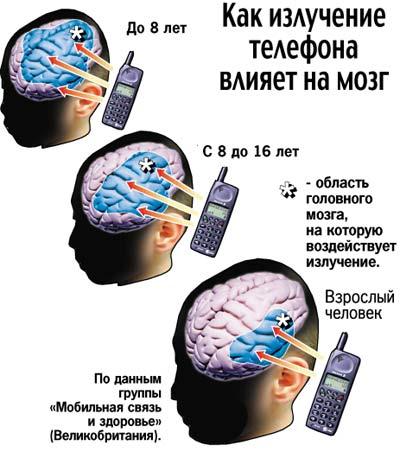 Как излучение
телефона
влияет на мозг
До 8 лет
С 8 до 16 лет
* - область
головного
мозга,
на которую
воздействует
излучение.
Взрослый
человек
По данным
группы
«Мобильная связь
и здоровье»
(Великобритания).